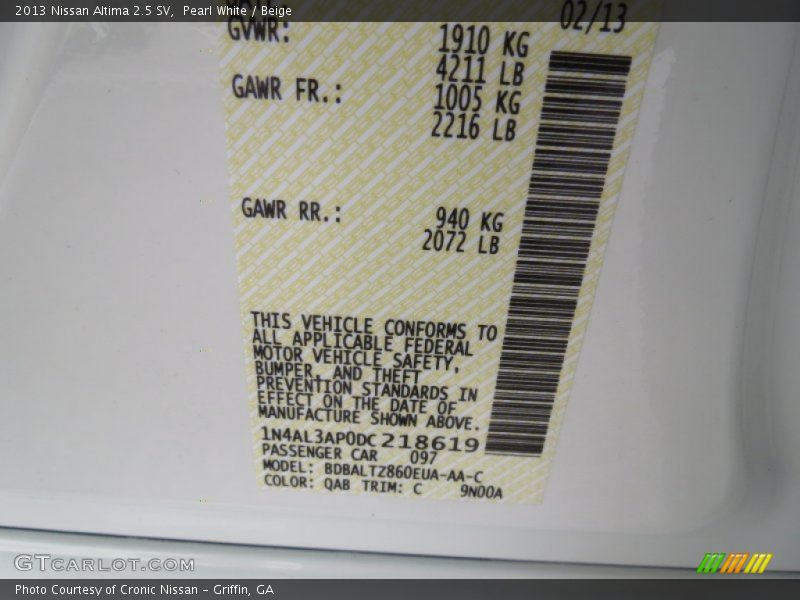 2013 Nissan Altima 2.5 SV, Pearl White / Beige
02/13
GVWR: 1910 KG
4211 LB
GAWR FR.: 1005 KG
2216 LB
GAWR RR.: 940 KG
2072 LB
THIS VEHICLE CONFORMS TO
ALL APPLICABLE FEDERAL
MOTOR VEHICLE SAFETY,
BUMPER, AND THEFT
PREVENTION STANDARDS IN
EFFECT ON THE DATE OF
MANUFACTURE SHOWN ABOVE.
1N4AL3AP0DC218619
PASSENGER CAR 097
MODEL: BDBALTZ860EUA-AA-C
COLOR: QAB TRIM: C 9N00A
GTcarlot.com
Photo Courtesy of Cronic Nissan – Griffin, GA